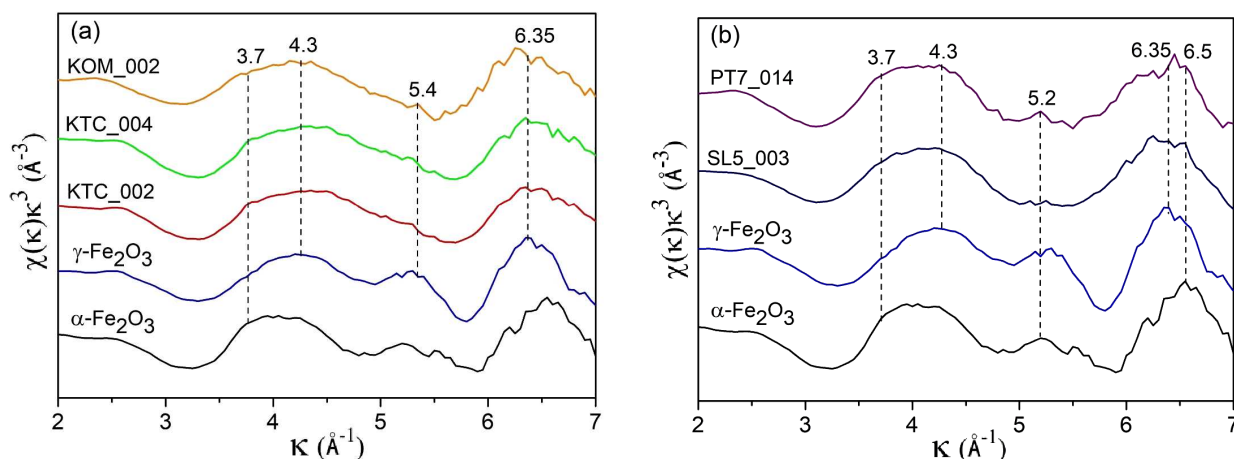 (a)
3.7
4.3
5.4
6.35
KOM_002
KTC_004
KTC_002
γ-Fe₂O₃
α-Fe₂O₃
χ(κ)κ³ (Å⁻³)
2 3 4 5 6 7
κ (Å⁻¹)
(b)
3.7
4.3
5.2
6.35
6.5
PT7_014
SL5_003
γ-Fe₂O₃
α-Fe₂O₃
χ(κ)κ³ (Å⁻³)
2 3 4 5 6 7
κ (Å⁻¹)